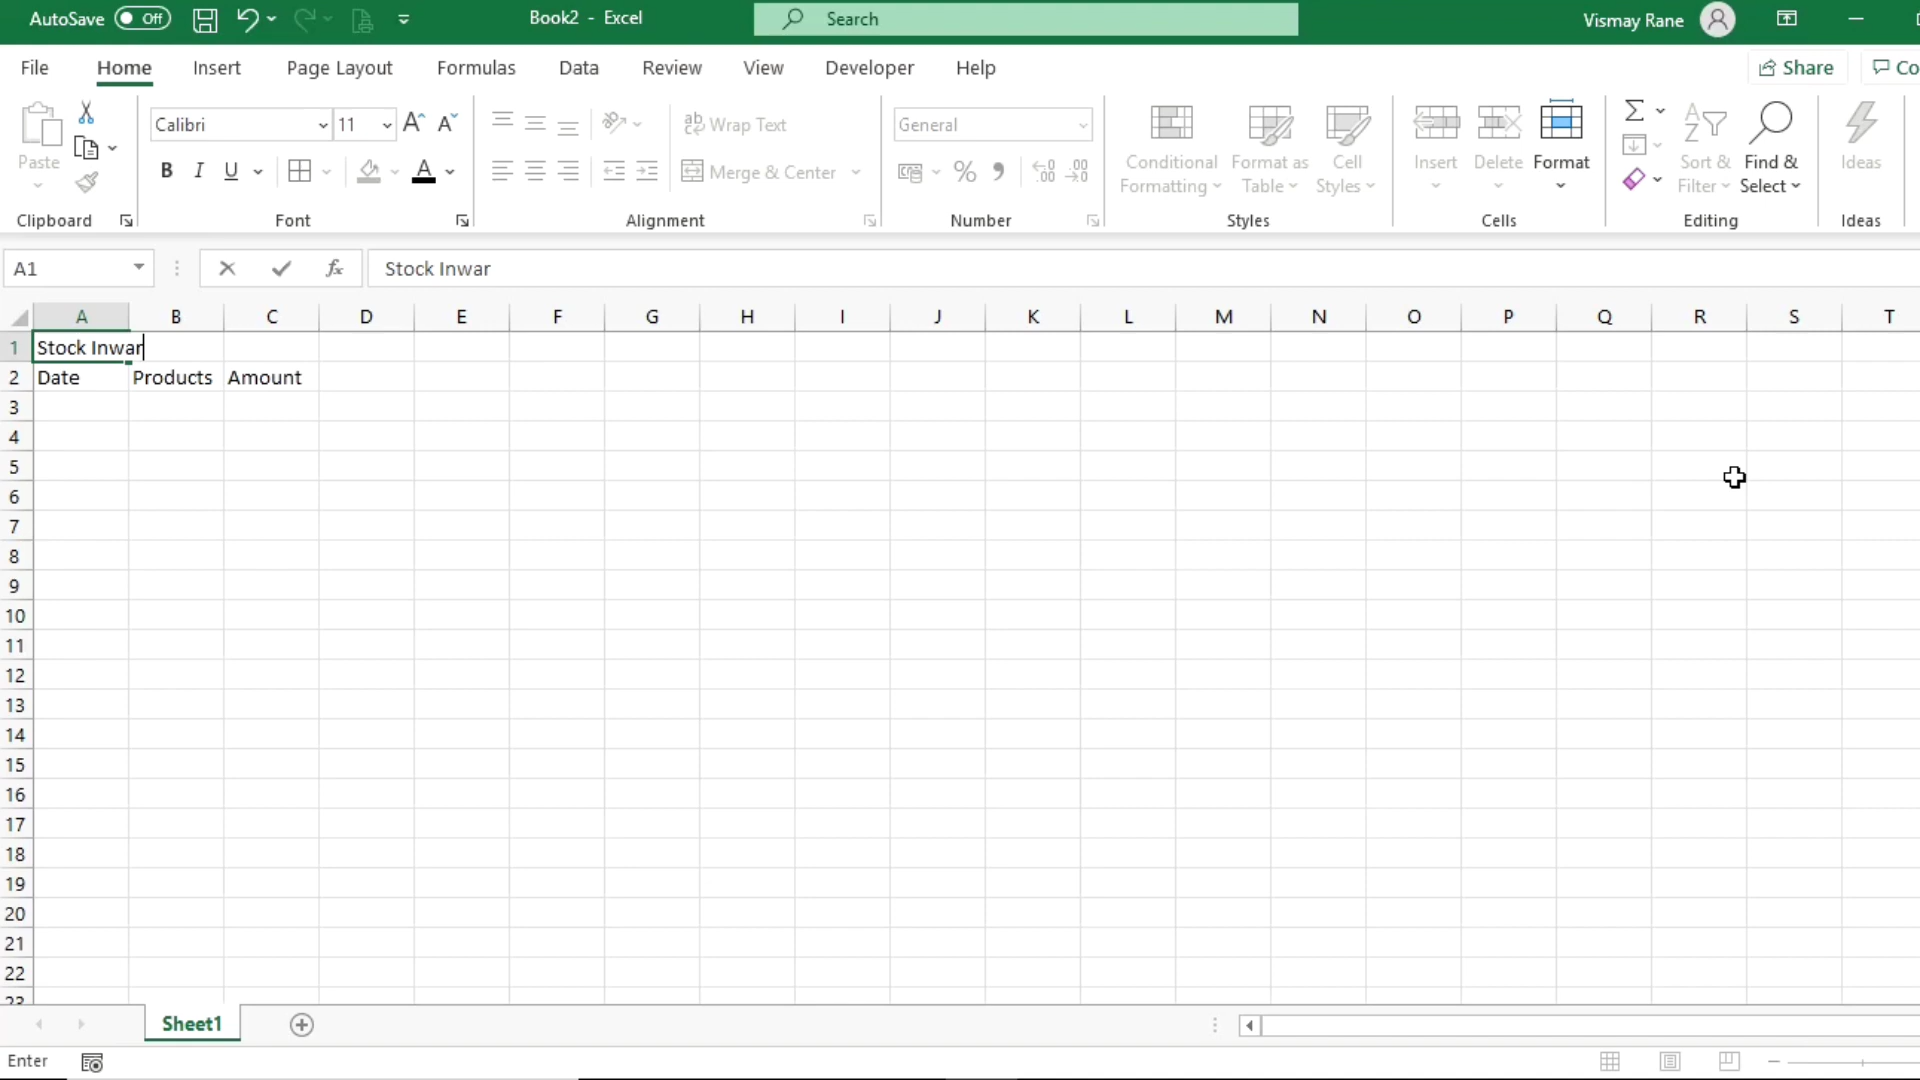 AutoSave Off Book2 - Excel Search Vismay Rane
File Home Insert Page Layout Formulas Data Review View Developer Help Share Co
Paste Calibri 11 A^ A B I U A ab Wrap Text Merge & Center General % 9 .00
Conditional Formatting Format as Table Cell Styles Insert Delete Format Σ A Z Sort & Filter Find & Select Ideas
Clipboard Font Alignment Number Styles Cells Editing Ideas
A1 fx Stock Inwar
A B C D E F G H I J K L M N O P Q R S T
1 Stock Inwar
2 Date Products Amount
3
4
5
6
7
8
9
10
11
12
13
14
15
16
17
18
19
20
21
22
23
Sheet1
Enter